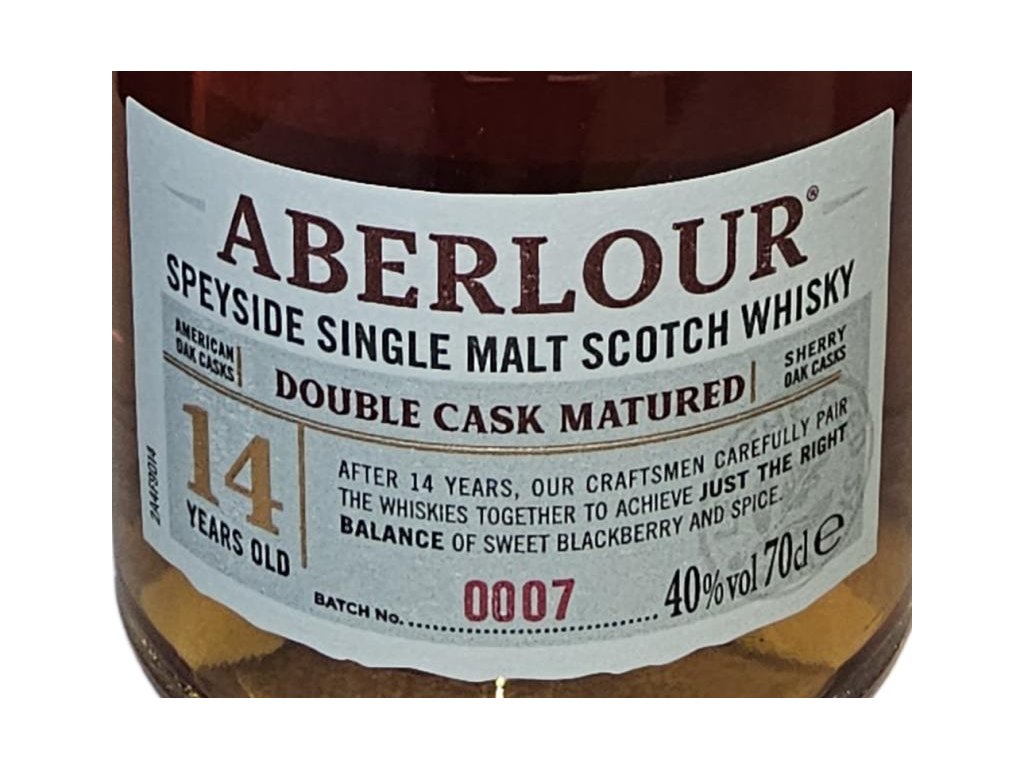 ABERLOUR®
SPEYSIDE SINGLE MALT SCOTCH WHISKY
AMERICAN
OAK CASKS
DOUBLE CASK MATURED
SHERRY
OAK CASKS
14
YEARS OLD
AFTER 14 YEARS, OUR CRAFTSMEN CAREFULLY PAIR
THE WHISKIES TOGETHER TO ACHIEVE JUST THE RIGHT
BALANCE OF SWEET BLACKBERRY AND SPICE.
BATCH No. 0007
40%vol 70cl e